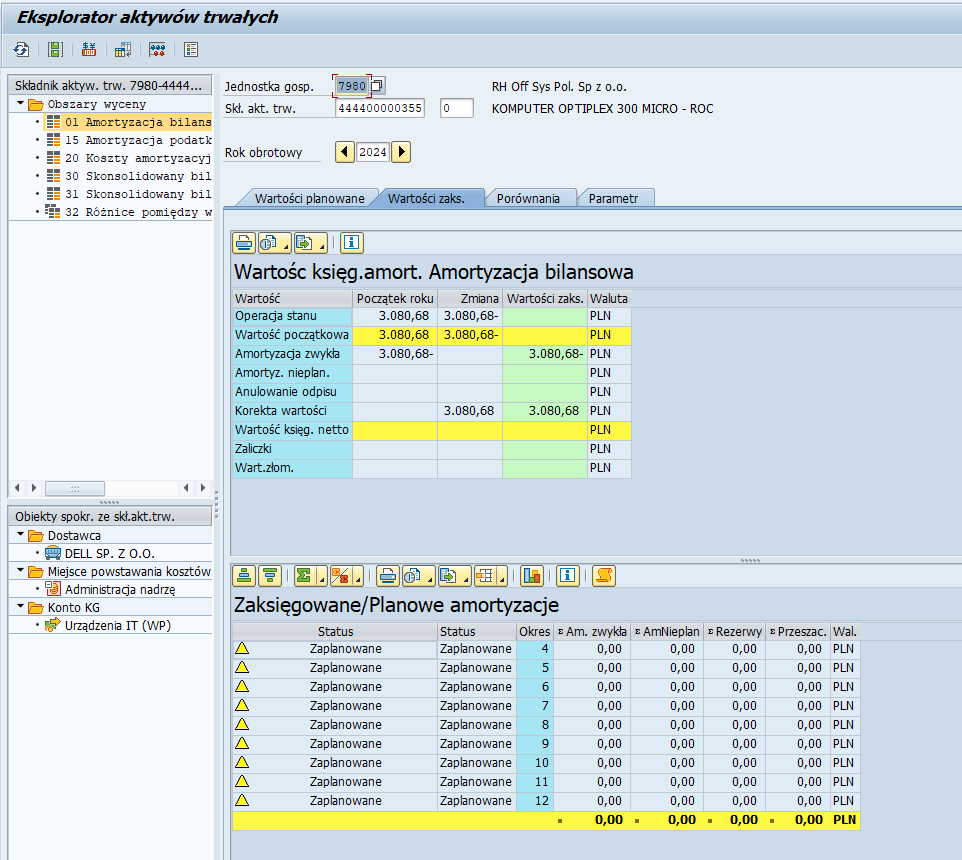 Eksplorator aktywów trwałych
Składnik aktyw. trw. 7980-4444...
Obszary wyceny
01 Amortyzacja bilans
15 Amortyzacja podatk
20 Koszty amortyzacyj
30 Skonsolidowany bil
31 Skonsolidowany bil
32 Różnice pomiędzy w
Obiekty spokr. ze skł.akt.trw.
Dostawca
DELL SP. Z O.O.
Miejsce powstawania kosztów
Administracja nadrzę
Konto KG
Urządzenia IT (WP)
Jednostka gosp. 7980 RH Off Sys Pol. Sp z o.o.
Skł. akt. trw. 444400000355 0 KOMPUTER OPTIPLEX 300 MICRO - ROC
Rok obrotowy 2024
Wartości planowane Wartości zaks. Porównania Parametr
Wartośc księg.amort. Amortyzacja bilansowa
Wartość Początek roku Zmiana Wartości zaks. Waluta
Operacja stanu 3.080,68 3.080,68- PLN
Wartość początkowa 3.080,68 3.080,68- PLN
Amortyzacja zwykła 3.080,68- 3.080,68- PLN
Amortyz. nieplan. PLN
Anulowanie odpisu PLN
Korekta wartości 3.080,68 3.080,68 PLN
Wartość księg. netto PLN
Zaliczki PLN
Wart.złom. PLN
Zaksięgowane/Planowe amortyzacje
Status Status Okres Σ Am. zwykła Σ AmNieplan Σ Rezerwy Σ Przeszac. Wal.
Zaplanowane Zaplanowane 4 0,00 0,00 0,00 0,00 PLN
Zaplanowane Zaplanowane 5 0,00 0,00 0,00 0,00 PLN
Zaplanowane Zaplanowane 6 0,00 0,00 0,00 0,00 PLN
Zaplanowane Zaplanowane 7 0,00 0,00 0,00 0,00 PLN
Zaplanowane Zaplanowane 8 0,00 0,00 0,00 0,00 PLN
Zaplanowane Zaplanowane 9 0,00 0,00 0,00 0,00 PLN
Zaplanowane Zaplanowane 10 0,00 0,00 0,00 0,00 PLN
Zaplanowane Zaplanowane 11 0,00 0,00 0,00 0,00 PLN
Zaplanowane Zaplanowane 12 0,00 0,00 0,00 0,00 PLN
▪ 0,00 ▪ 0,00 ▪ 0,00 ▪ 0,00 PLN